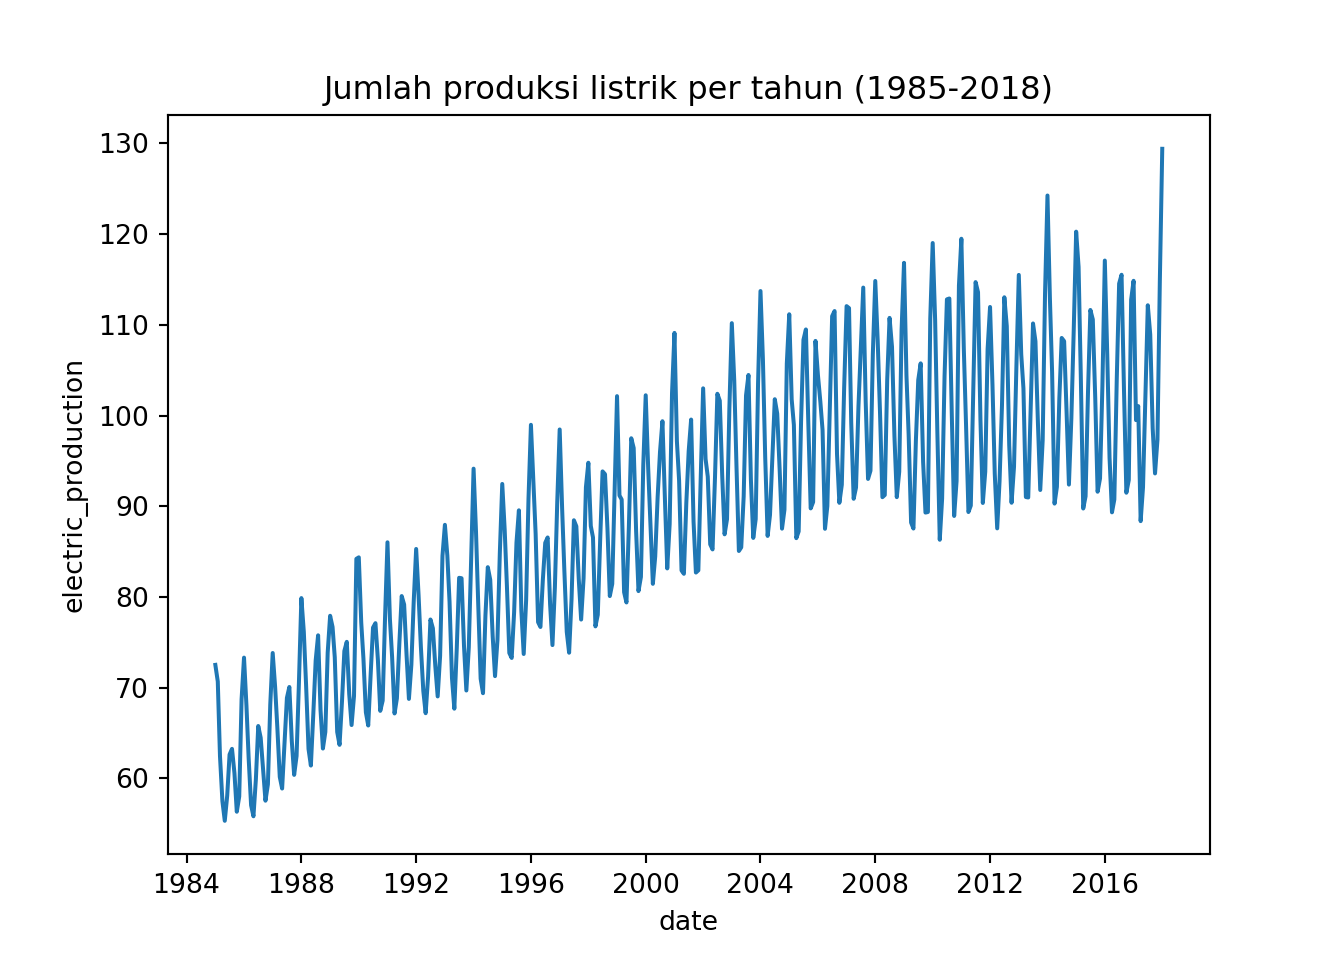 Jumlah produksi listrik per tahun (1985-2018)
130
120
110
100
90
80
70
60
electric_production
1984 1988 1992 1996 2000 2004 2008 2012 2016
date